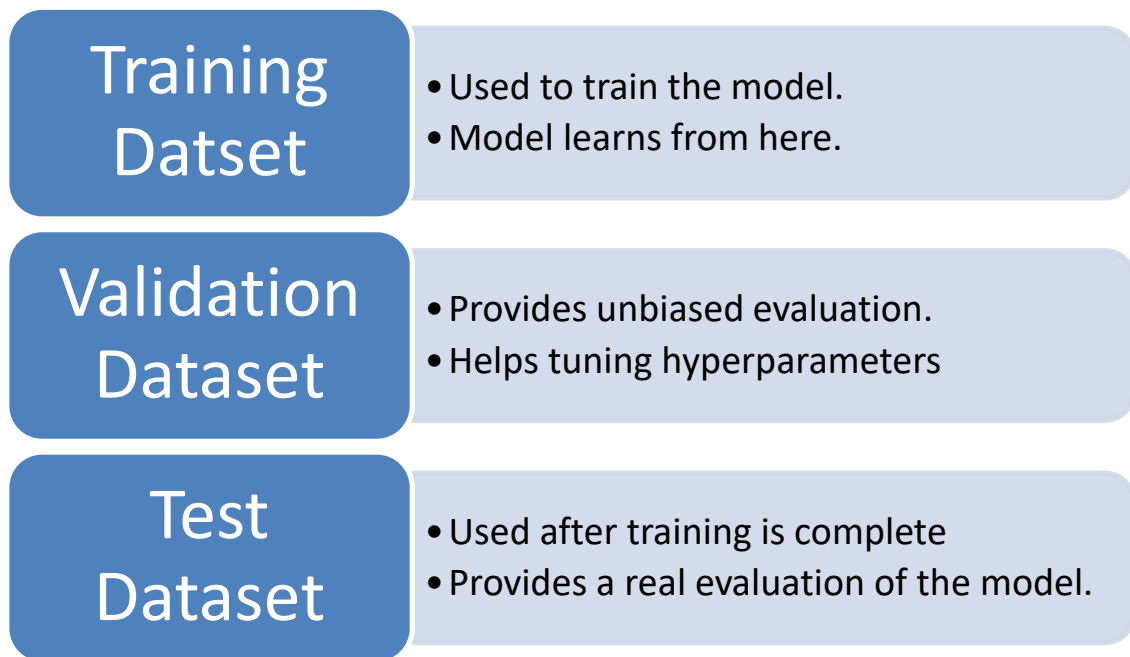 Training
Datset
• Used to train the model.
• Model learns from here.
Validation
Dataset
• Provides unbiased evaluation.
• Helps tuning hyperparameters
Test
Dataset
• Used after training is complete
• Provides a real evaluation of the model.